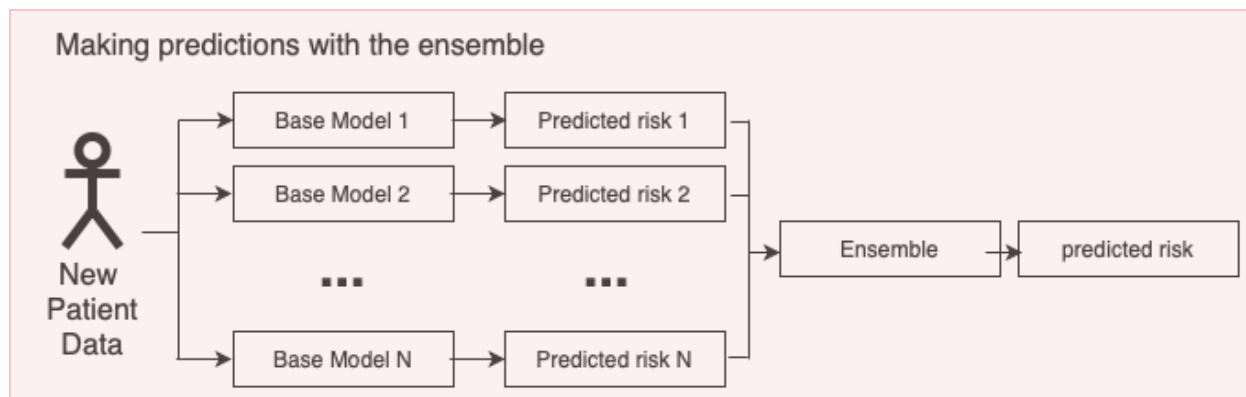 Making predictions with the ensemble
Base Model 1
Predicted risk 1
Base Model 2
Predicted risk 2
Ensemble
predicted risk
New
Patient
Data
...
...
Base Model N
Predicted risk N